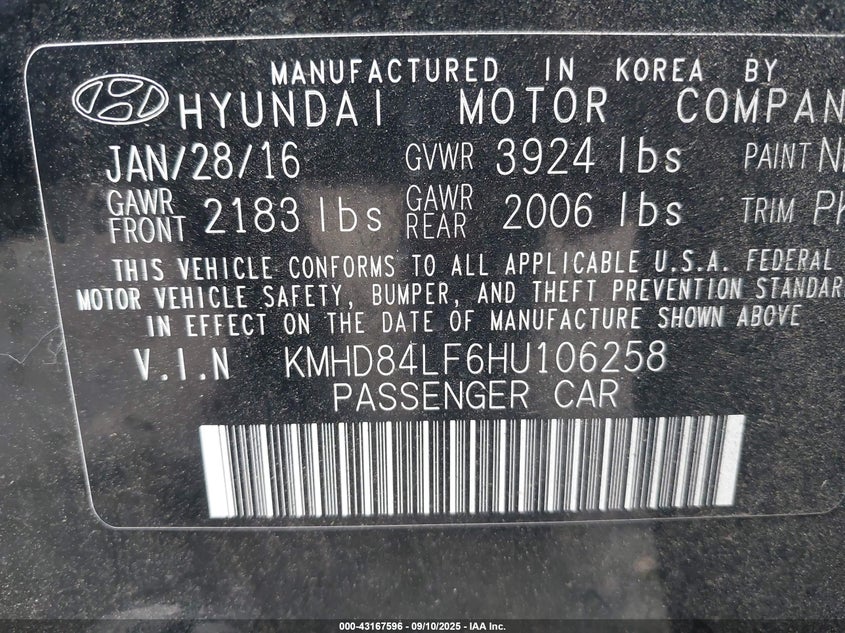 MANUFACTURED IN KOREA BY
HYUNDAI MOTOR COMPAN
JAN/28/16 GVWR 3924 lbs PAINT
GAWR FRONT 2183 lbs GAWR REAR 2006 lbs TRIM
THIS VEHICLE CONFORMS TO ALL APPLICABLE U.S.A. FEDERAL
MOTOR VEHICLE SAFETY, BUMPER, AND THEFT PREVENTION STANDAR
IN EFFECT ON THE DATE OF MANUFACTURE SHOWN ABOVE
V.I.N KMHD84LF6HU106258
PASSENGER CAR
000-43167596 - 09/10/2025 - IAA Inc.